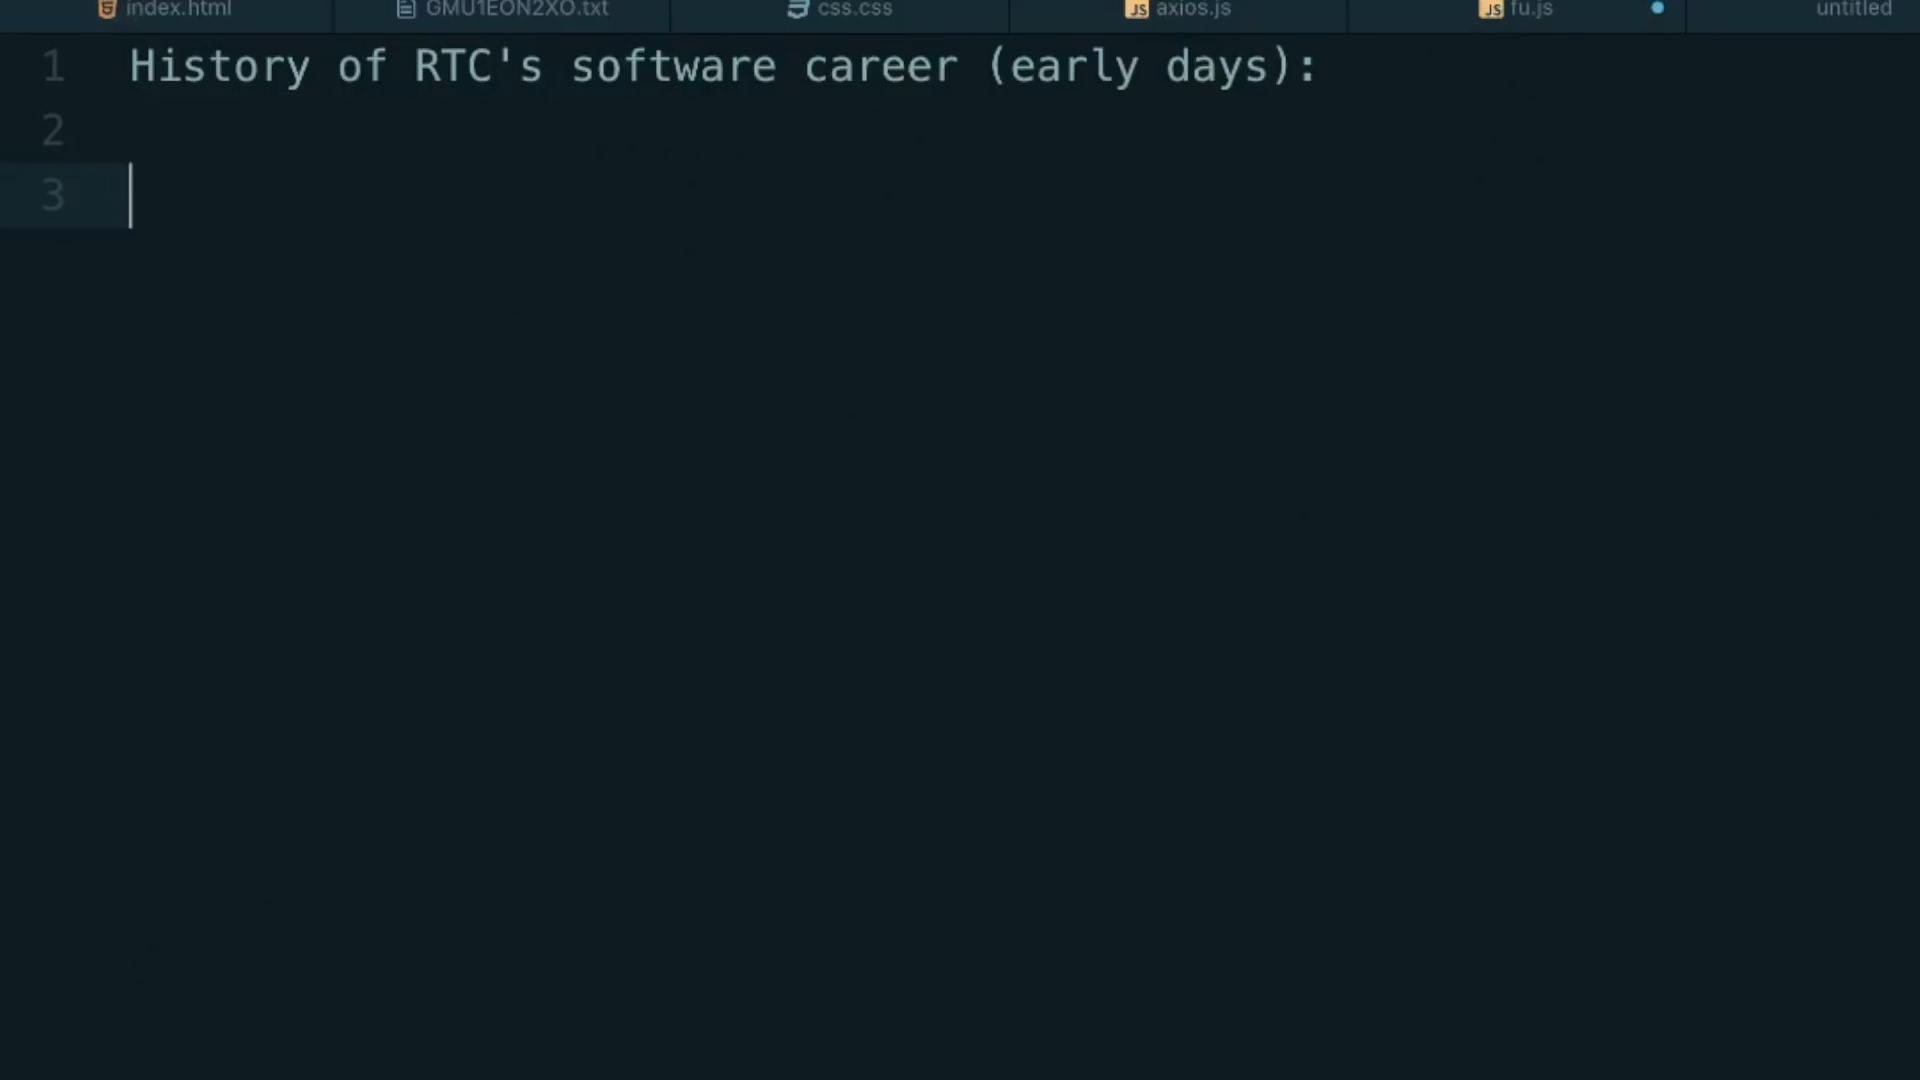 index.html GMU1EON2XO.txt css.css axios.js fu.js untitled
1 History of RTC's software career (early days):
2
3